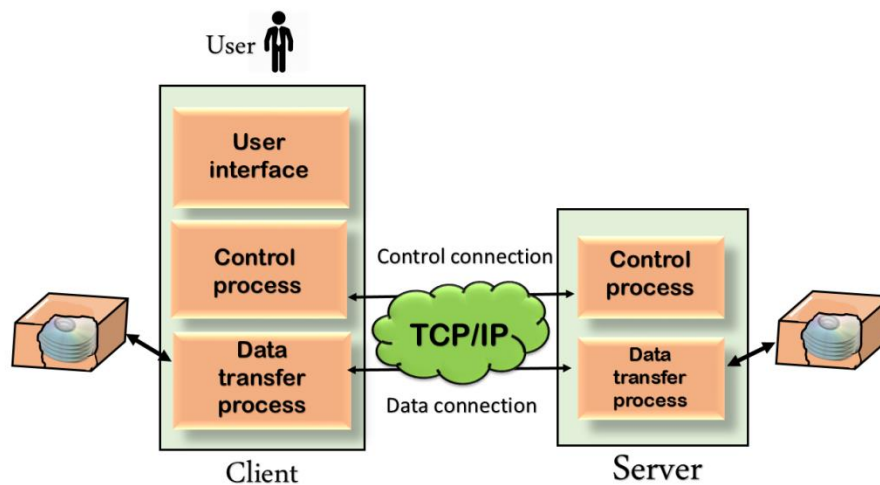 User
User
interface
Control
process
Data
transfer
process
Client
Control connection
TCP/IP
Data connection
Control
process
Data
transfer
process
Server